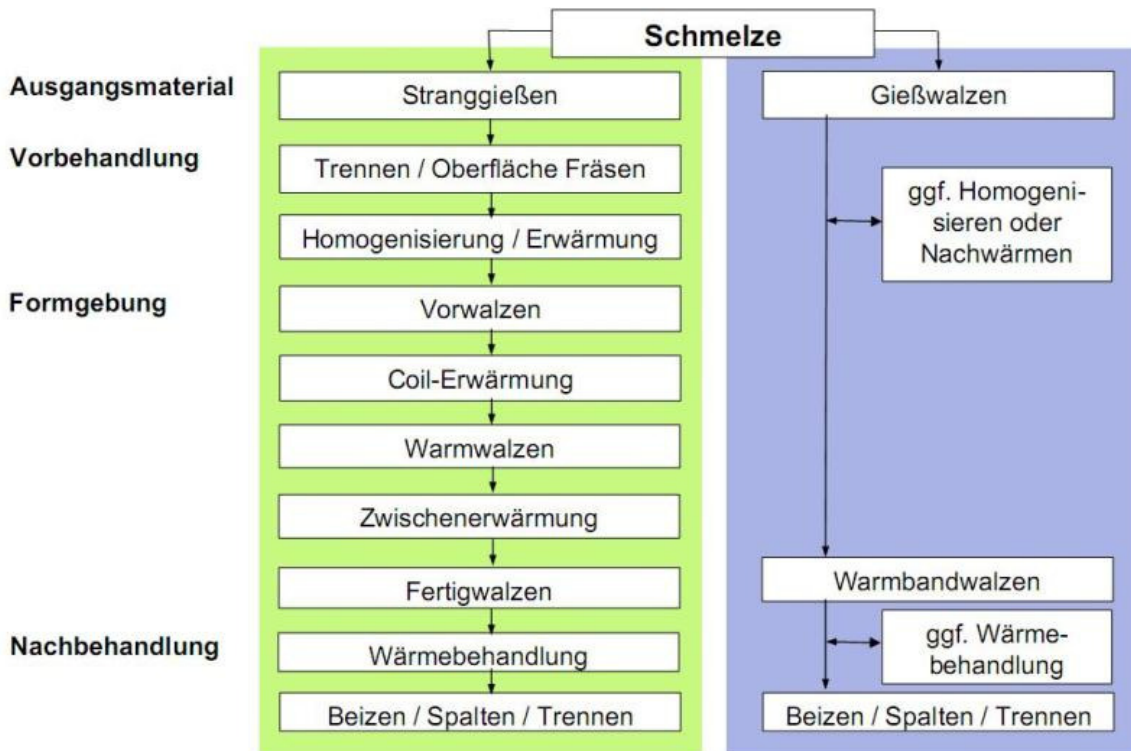 Schmelze
Ausgangsmaterial
Stranggießen
Gießwalzen
Vorbehandlung
Trennen / Oberfläche Fräsen
ggf. Homogeni-
sieren oder
Nachwärmen
Homogenisierung / Erwärmung
Formgebung
Vorwalzen
Coil-Erwärmung
Warmwalzen
Zwischenerwärmung
Fertigwalzen
Warmbandwalzen
Nachbehandlung
Wärmebehandlung
ggf. Wärme-
behandlung
Beizen / Spalten / Trennen
Beizen / Spalten / Trennen